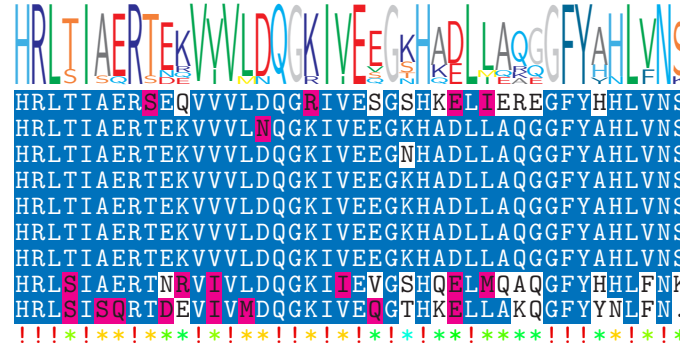 HRLTIAERTEKVVVLDQGKIVEEGKHADLLAQGGFYAHLVNS
HRLTIAERSEQVVVLDQGRIVESGSHKELIEREGFYHHLVNS
HRLTIAERTEKVVVLNQGKIVEEGKHADLLAQGGFYAHLVNS
HRLTIAERTEKVVVLDQGKIVEEGNHADLLAQGGFYAHLVNS
HRLTIAERTEKVVVLDQGKIVEEGKHADLLAQGGFYAHLVNS
HRLTIAERTEKVVVLDQGKIVEEGKHADLLAQGGFYAHLVNS
HRLTIAERTEKVVVLDQGKIVEEGKHADLLAQGGFYAHLVNS
HRLSIAERTNRVIVLDQGKIIEVGSHQELMQAQGFYHHLFNK
HRLSISQRTDEVIVMDQGKIVEQGTHKELLAKQGFYYNLFN.
!!!*!**!***!*!**!!*!*!*!*!**!****!!!**!*!*